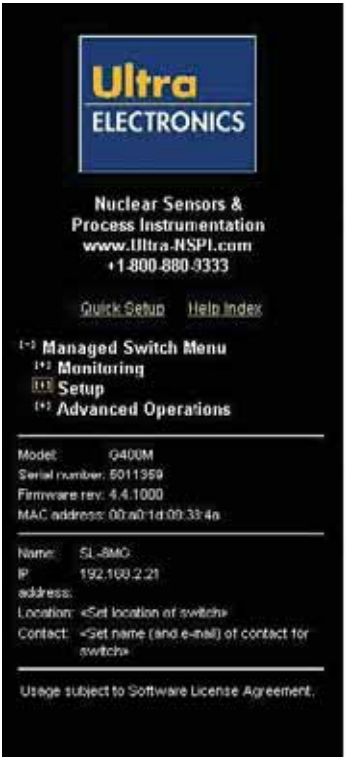 Ultra
ELECTRONICS
Nuclear Sensors &
Process Instrumentation
www.Ultra-NSPI.com
+1-800-880-9333
Quick Setup Help Index
[-] Managed Switch Menu
[+] Monitoring
[+] Setup
[+] Advanced Operations
Model: G400M
Serial number: 5011359
Firmware rev: 4.4.1000
MAC address: 00:a0:1d:09:33:4a
Name:
IP 192.168.2.21
address:
Location: <Set location of switch>
Contact: <Set name (and e-mail) of contact for
switch>
Usage subject to Software License Agreement.